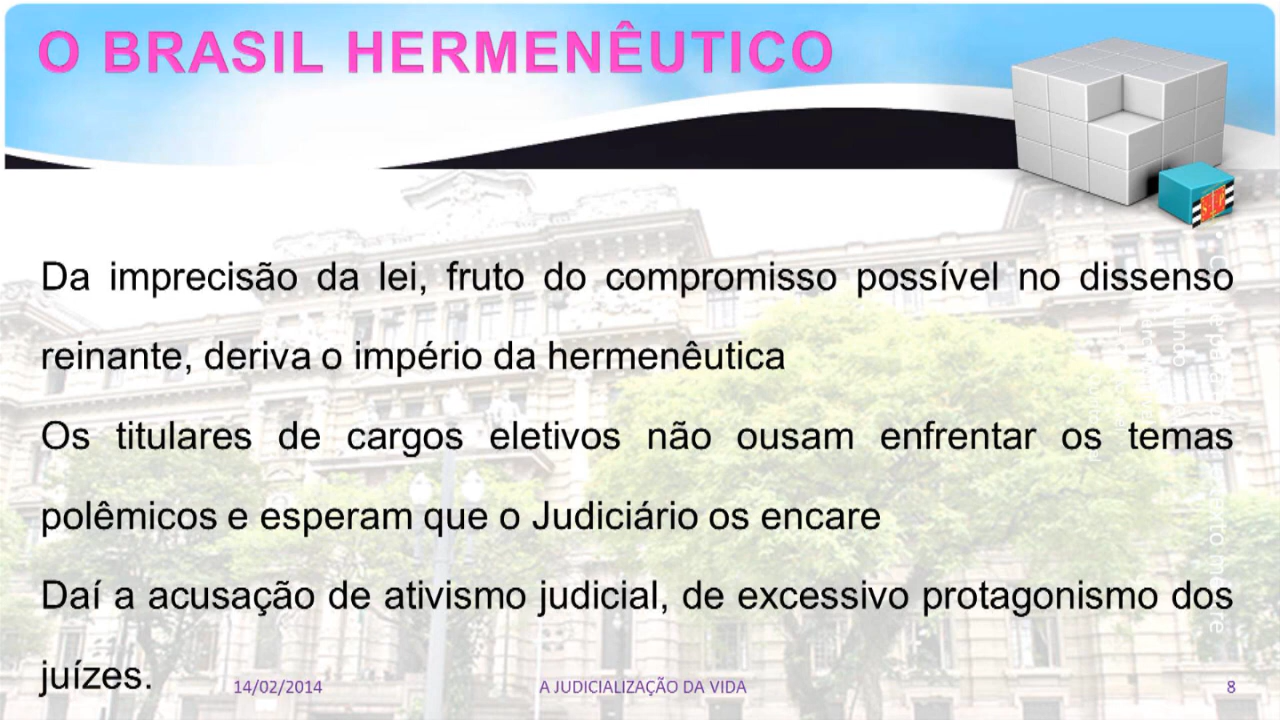 O BRASIL HERMENÊUTICO
Da imprecisão da lei, fruto do compromisso possível no dissenso
reinante, deriva o império da hermenêutica
Os titulares de cargos eletivos não ousam enfrentar os temas
polêmicos e esperam que o Judiciário os encare
Daí a acusação de ativismo judicial, de excessivo protagonismo dos
juízes.
14/02/2014
A JUDICIALIZAÇÃO DA VIDA
8